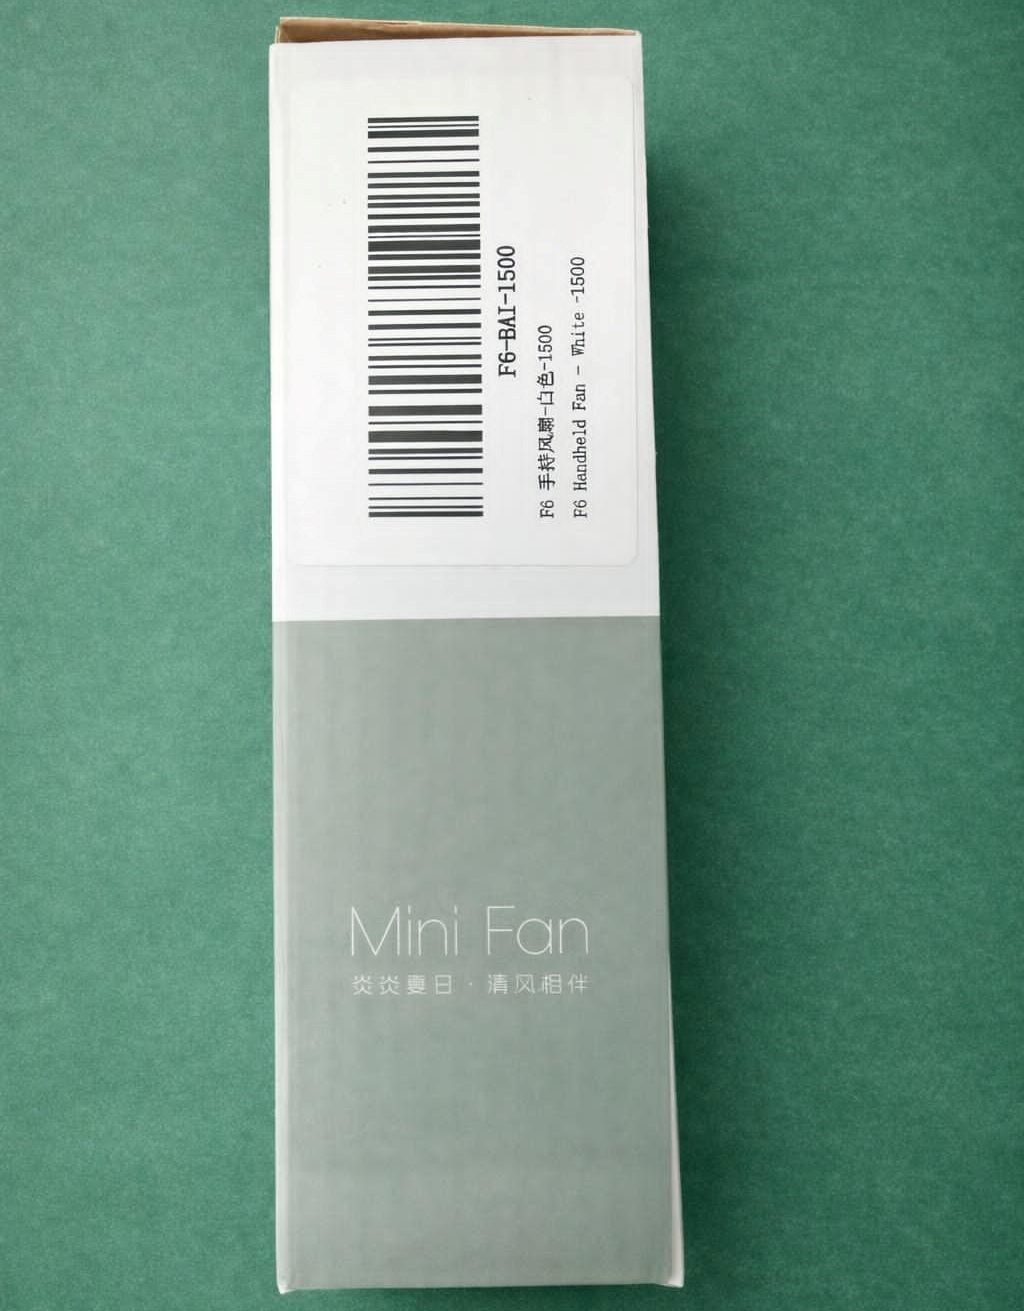 F6-BAI-1500
F6 手持风扇-白色-1500
F6 Handheld Fan - White -1500
Mini Fan
炎炎夏日·清风相伴